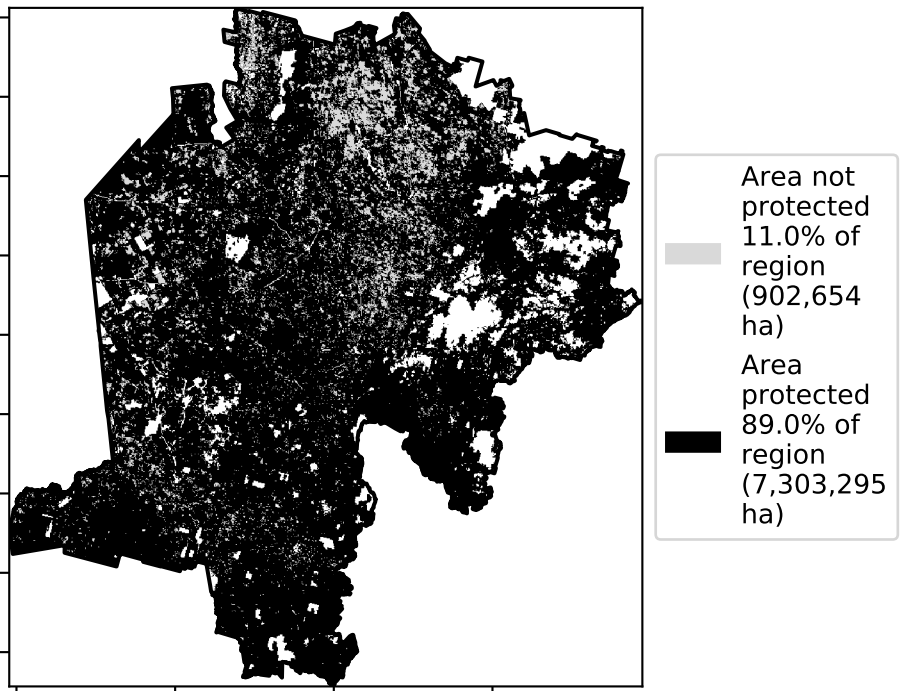 Area not
protected
11.0% of
region
(902,654
ha)
Area
protected
89.0% of
region
(7,303,295
ha)